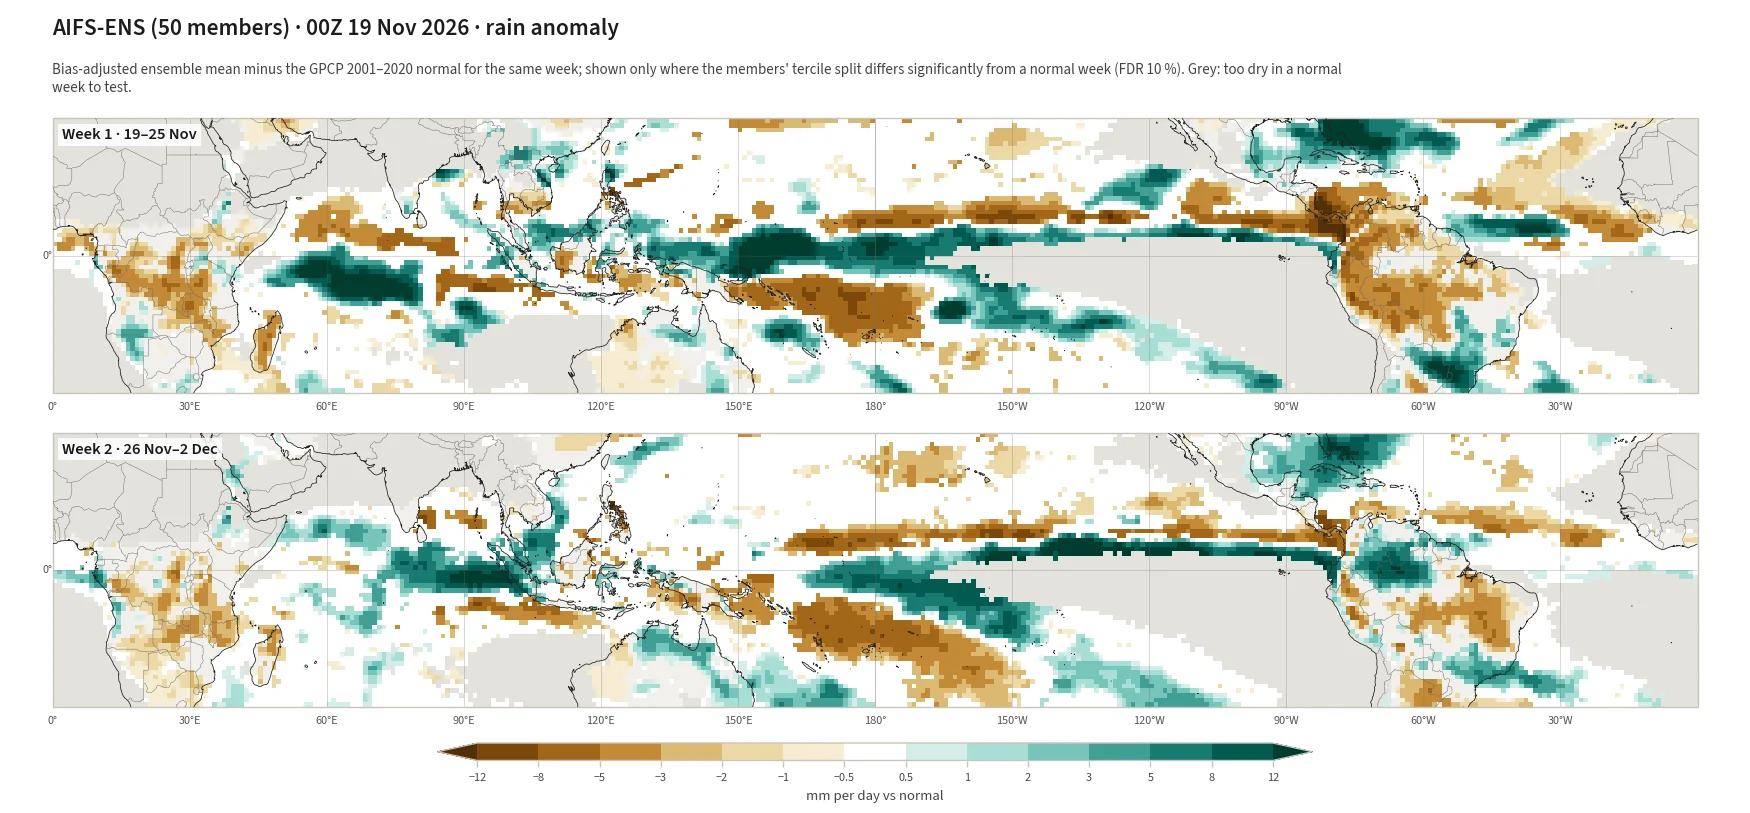 AIFS-ENS (50 members) · 00Z 19 Nov 2026 · rain anomaly
Bias-adjusted ensemble mean minus the GPCP 2001–2020 normal for the same week; shown only where the members' tercile split differs significantly from a normal week (FDR 10 %). Grey: too dry in a normal
week to test.
Week 1 · 19–25 Nov
0°
0° 30°E 60°E 90°E 120°E 150°E 180° 150°W 120°W 90°W 60°W 30°W
Week 2 · 26 Nov–2 Dec
0°
0° 30°E 60°E 90°E 120°E 150°E 180° 150°W 120°W 90°W 60°W 30°W
−12 −8 −5 −3 −2 −1 −0.5 0.5 1 2 3 5 8 12
mm per day vs normal